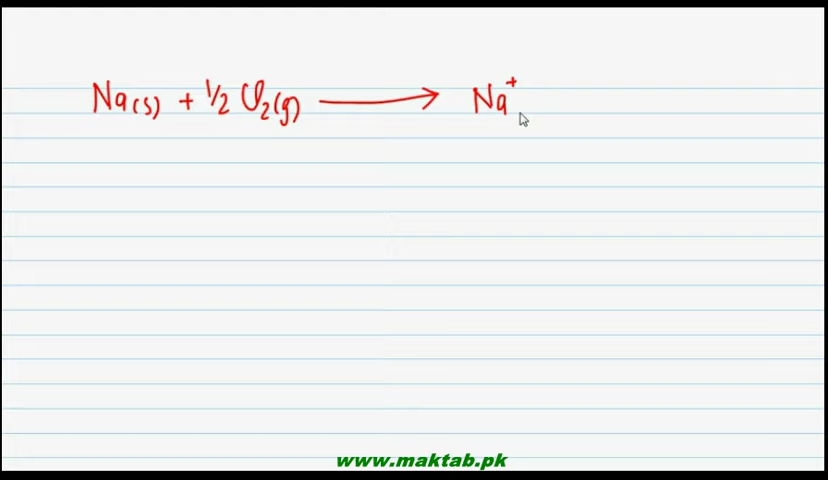 Na(s) + 1/2 Cl₂(g) ⟶ Na⁺
www.maktab.pk